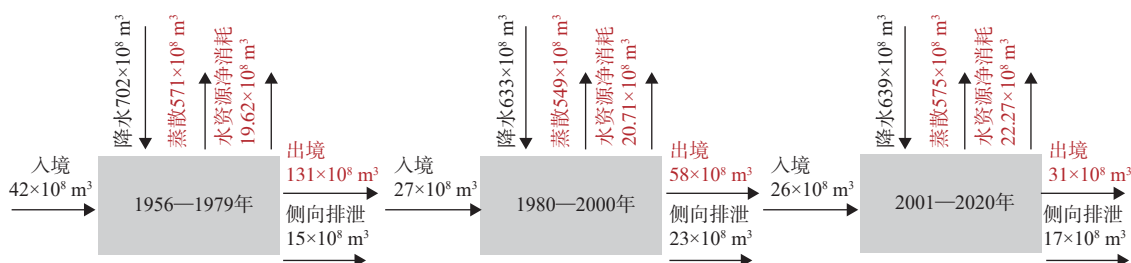 降水702×10⁸ m³
蒸散571×10⁸ m³
水资源净消耗
19.62×10⁸ m³
入境
42×10⁸ m³
1956—1979年
出境
131×10⁸ m³
侧向排泄
15×10⁸ m³
降水633×10⁸ m³
蒸散549×10⁸ m³
水资源净消耗
20.71×10⁸ m³
入境
27×10⁸ m³
1980—2000年
出境
58×10⁸ m³
侧向排泄
23×10⁸ m³
降水639×10⁸ m³
蒸散575×10⁸ m³
水资源净消耗
22.27×10⁸ m³
入境
26×10⁸ m³
2001—2020年
出境
31×10⁸ m³
侧向排泄
17×10⁸ m³